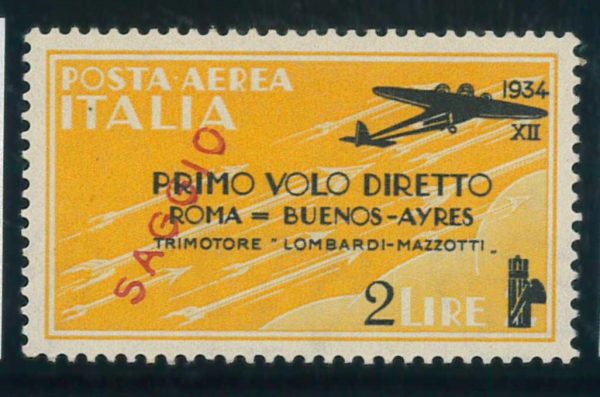 POSTA·AEREA
ITALIA
1934
XII
SAGGIO
PRIMO VOLO DIRETTO
ROMA = BUENOS-AYRES
TRIMOTORE " LOMBARDI-MAZZOTTI „
2 LIRE